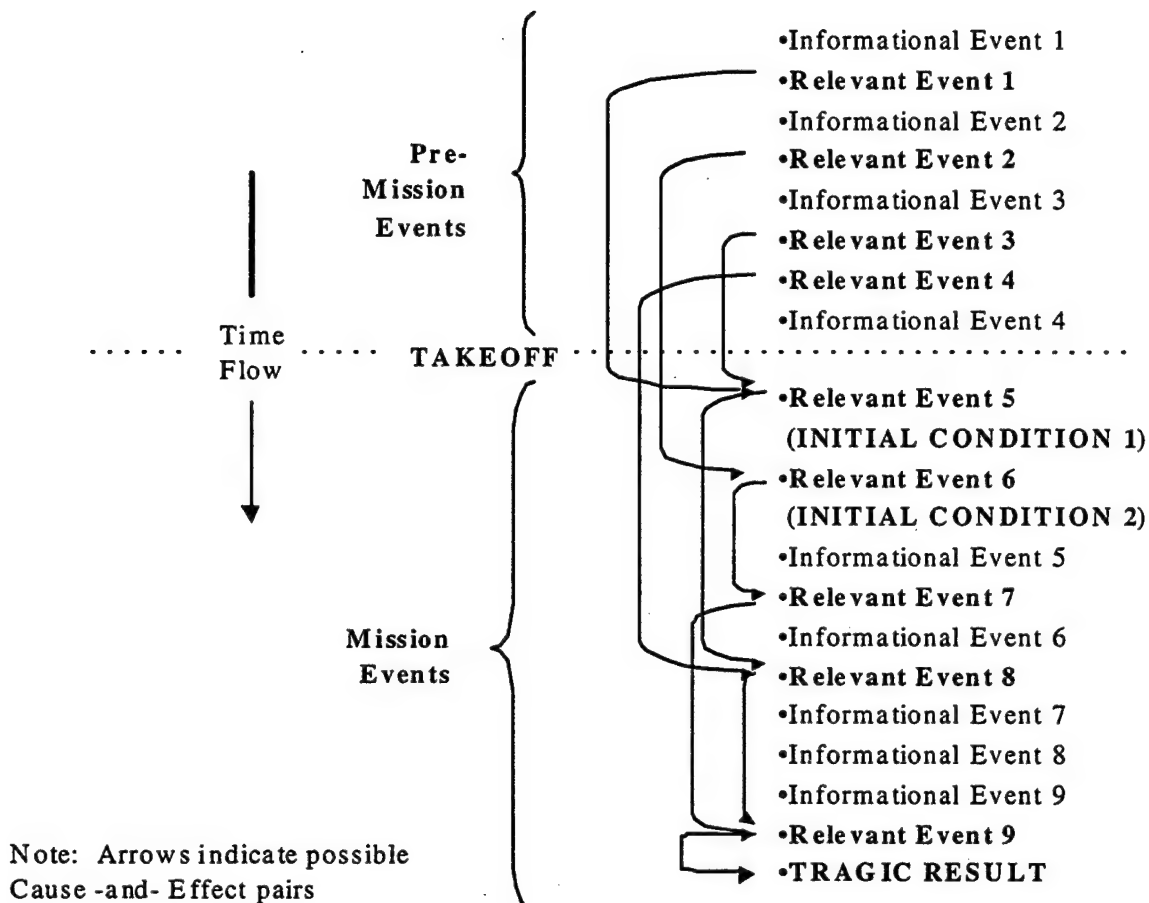 •Informational Event 1
•Relevant Event 1
•Informational Event 2
•Relevant Event 2
•Informational Event 3
•Relevant Event 3
•Relevant Event 4
•Informational Event 4
Pre-
Mission
Events
Time
Flow
TAKEOFF
•Relevant Event 5
(INITIAL CONDITION 1)
•Relevant Event 6
(INITIAL CONDITION 2)
•Informational Event 5
•Relevant Event 7
•Informational Event 6
•Relevant Event 8
•Informational Event 7
•Informational Event 8
•Informational Event 9
•Relevant Event 9
•TRAGIC RESULT
Mission
Events
Note: Arrows indicate possible
Cause -and- Effect pairs